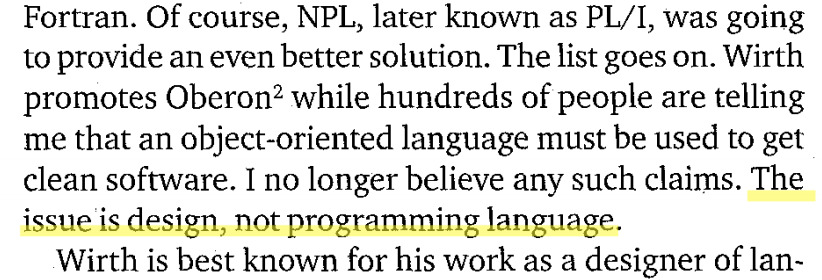 Fortran. Of course, NPL, later known as PL/I, was going
to provide an even better solution. The list goes on. Wirth
promotes Oberon² while hundreds of people are telling
me that an object-oriented language must be used to get
clean software. I no longer believe any such claims. The
issue is design, not programming language.
Wirth is best known for his work as a designer of lan-